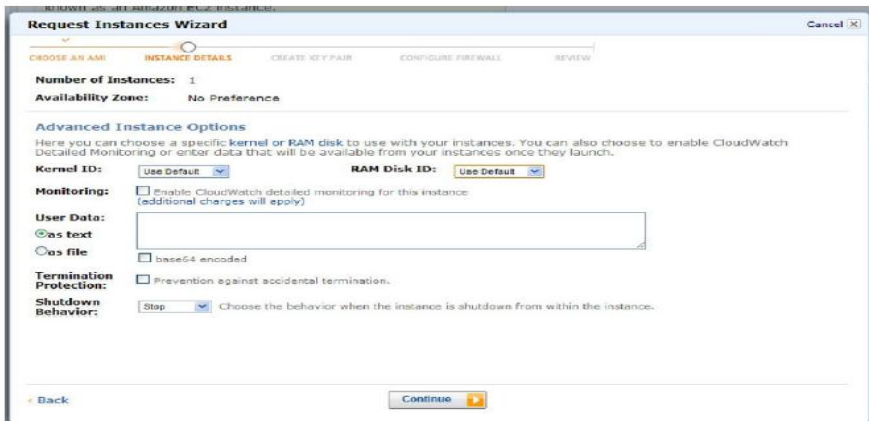 known as an Amazon EC2 instance.
Request Instances Wizard
Cancel
CHOOSE AN AMI
INSTANCE DETAILS
CREATE KEY PAIR
CONFIGURE FIREWALL
REVIEW
Number of Instances: 1
Availability Zone: No Preference
Advanced Instance Options
Here you can choose a specific kernel or RAM disk to use with your instances. You can also choose to enable CloudWatch
Detailed Monitoring or enter data that will be available from your instances once they launch.
Kernel ID: Use Default RAM Disk ID: Use Default
Monitoring: Enable CloudWatch detailed monitoring for this instance
(additional charges will apply)
User Data:
as text
as file
base64 encoded
Termination
Protection: Prevention against accidental termination.
Shutdown
Behavior: Stop Choose the behavior when the instance is shutdown from within the instance.
< Back
Continue